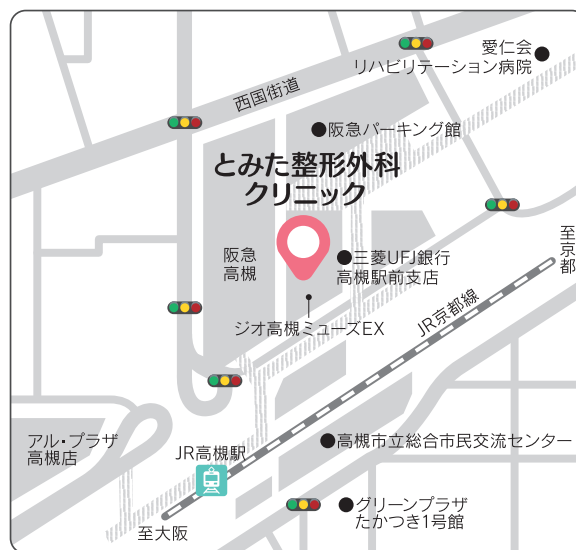 愛仁会
リハビリテーション病院
西国街道
阪急パーキング館
とみた整形外科
クリニック
阪急
高槻
三菱UFJ銀行
高槻駅前支店
至京都
ジオ高槻ミューズEX
JR京都線
アル・プラザ
高槻店
JR高槻駅
高槻市立総合市民交流センター
グリーンプラザ
たかつき1号館
至大阪